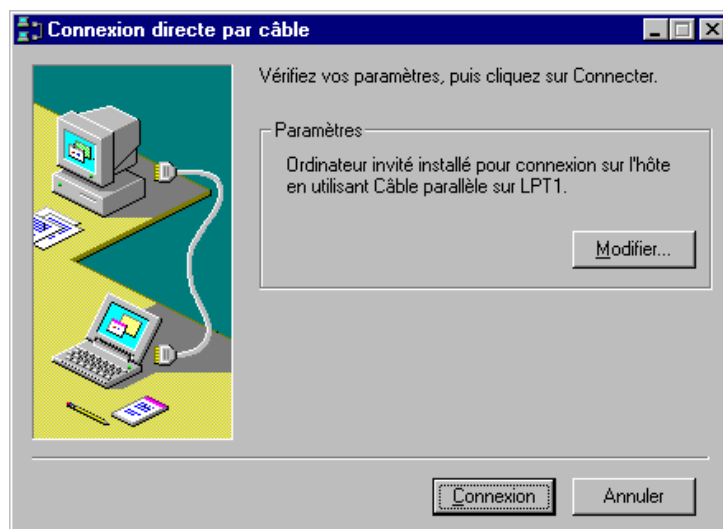 Connexion directe par câble
Vérifiez vos paramètres, puis cliquez sur Connecter.
Paramètres
Ordinateur invité installé pour connexion sur l'hôte
en utilisant Câble parallèle sur LPT1.
Modifier...
Connexion
Annuler